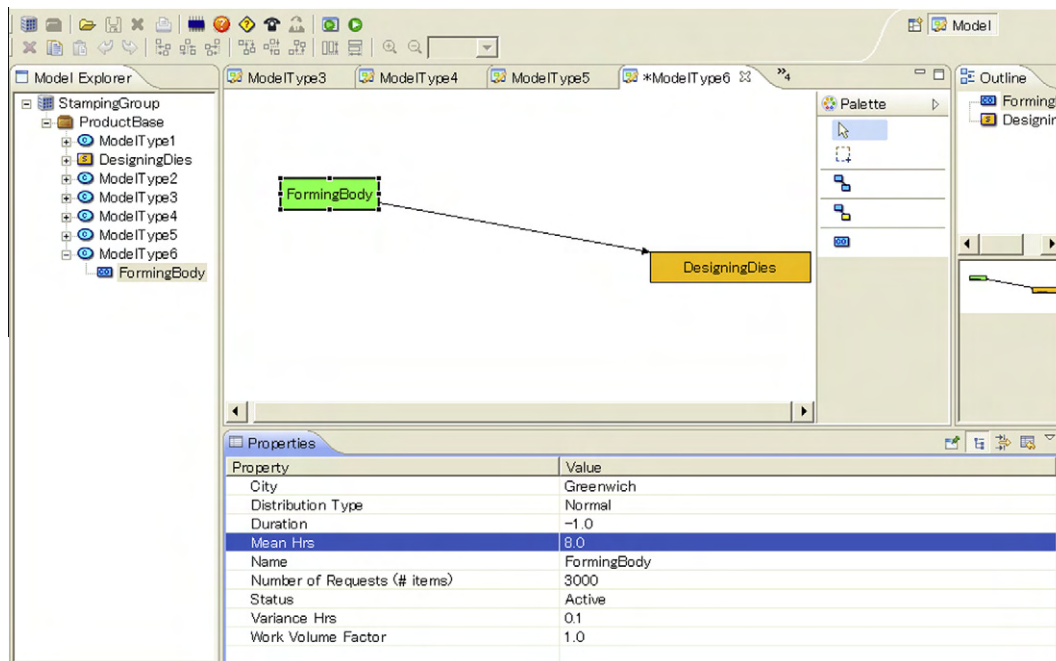 Model
Model Explorer
ModelType3
ModelType4
ModelType5
*ModelType6
»4
Outline
StampingGroup
ProductBase
ModelType1
DesigningDies
ModelType2
ModelType3
ModelType4
ModelType5
ModelType6
FormingBody
Palette
FormingBody
DesigningDies
Forming
Designin
Properties
Property Value
City Greenwich
Distribution Type Normal
Duration -1.0
Mean Hrs 8.0
Name FormingBody
Number of Requests (# items) 3000
Status Active
Variance Hrs 0.1
Work Volume Factor 1.0